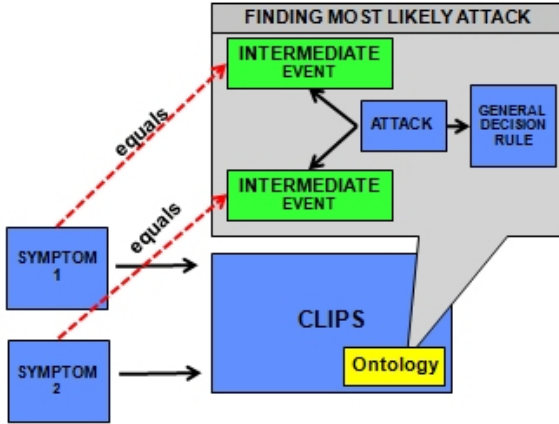 FINDING MOST LIKELY ATTACK
INTERMEDIATE
EVENT
ATTACK
GENERAL
DECISION
RULE
equals
INTERMEDIATE
EVENT
equals
SYMPTOM
1
CLIPS
SYMPTOM
2
Ontology